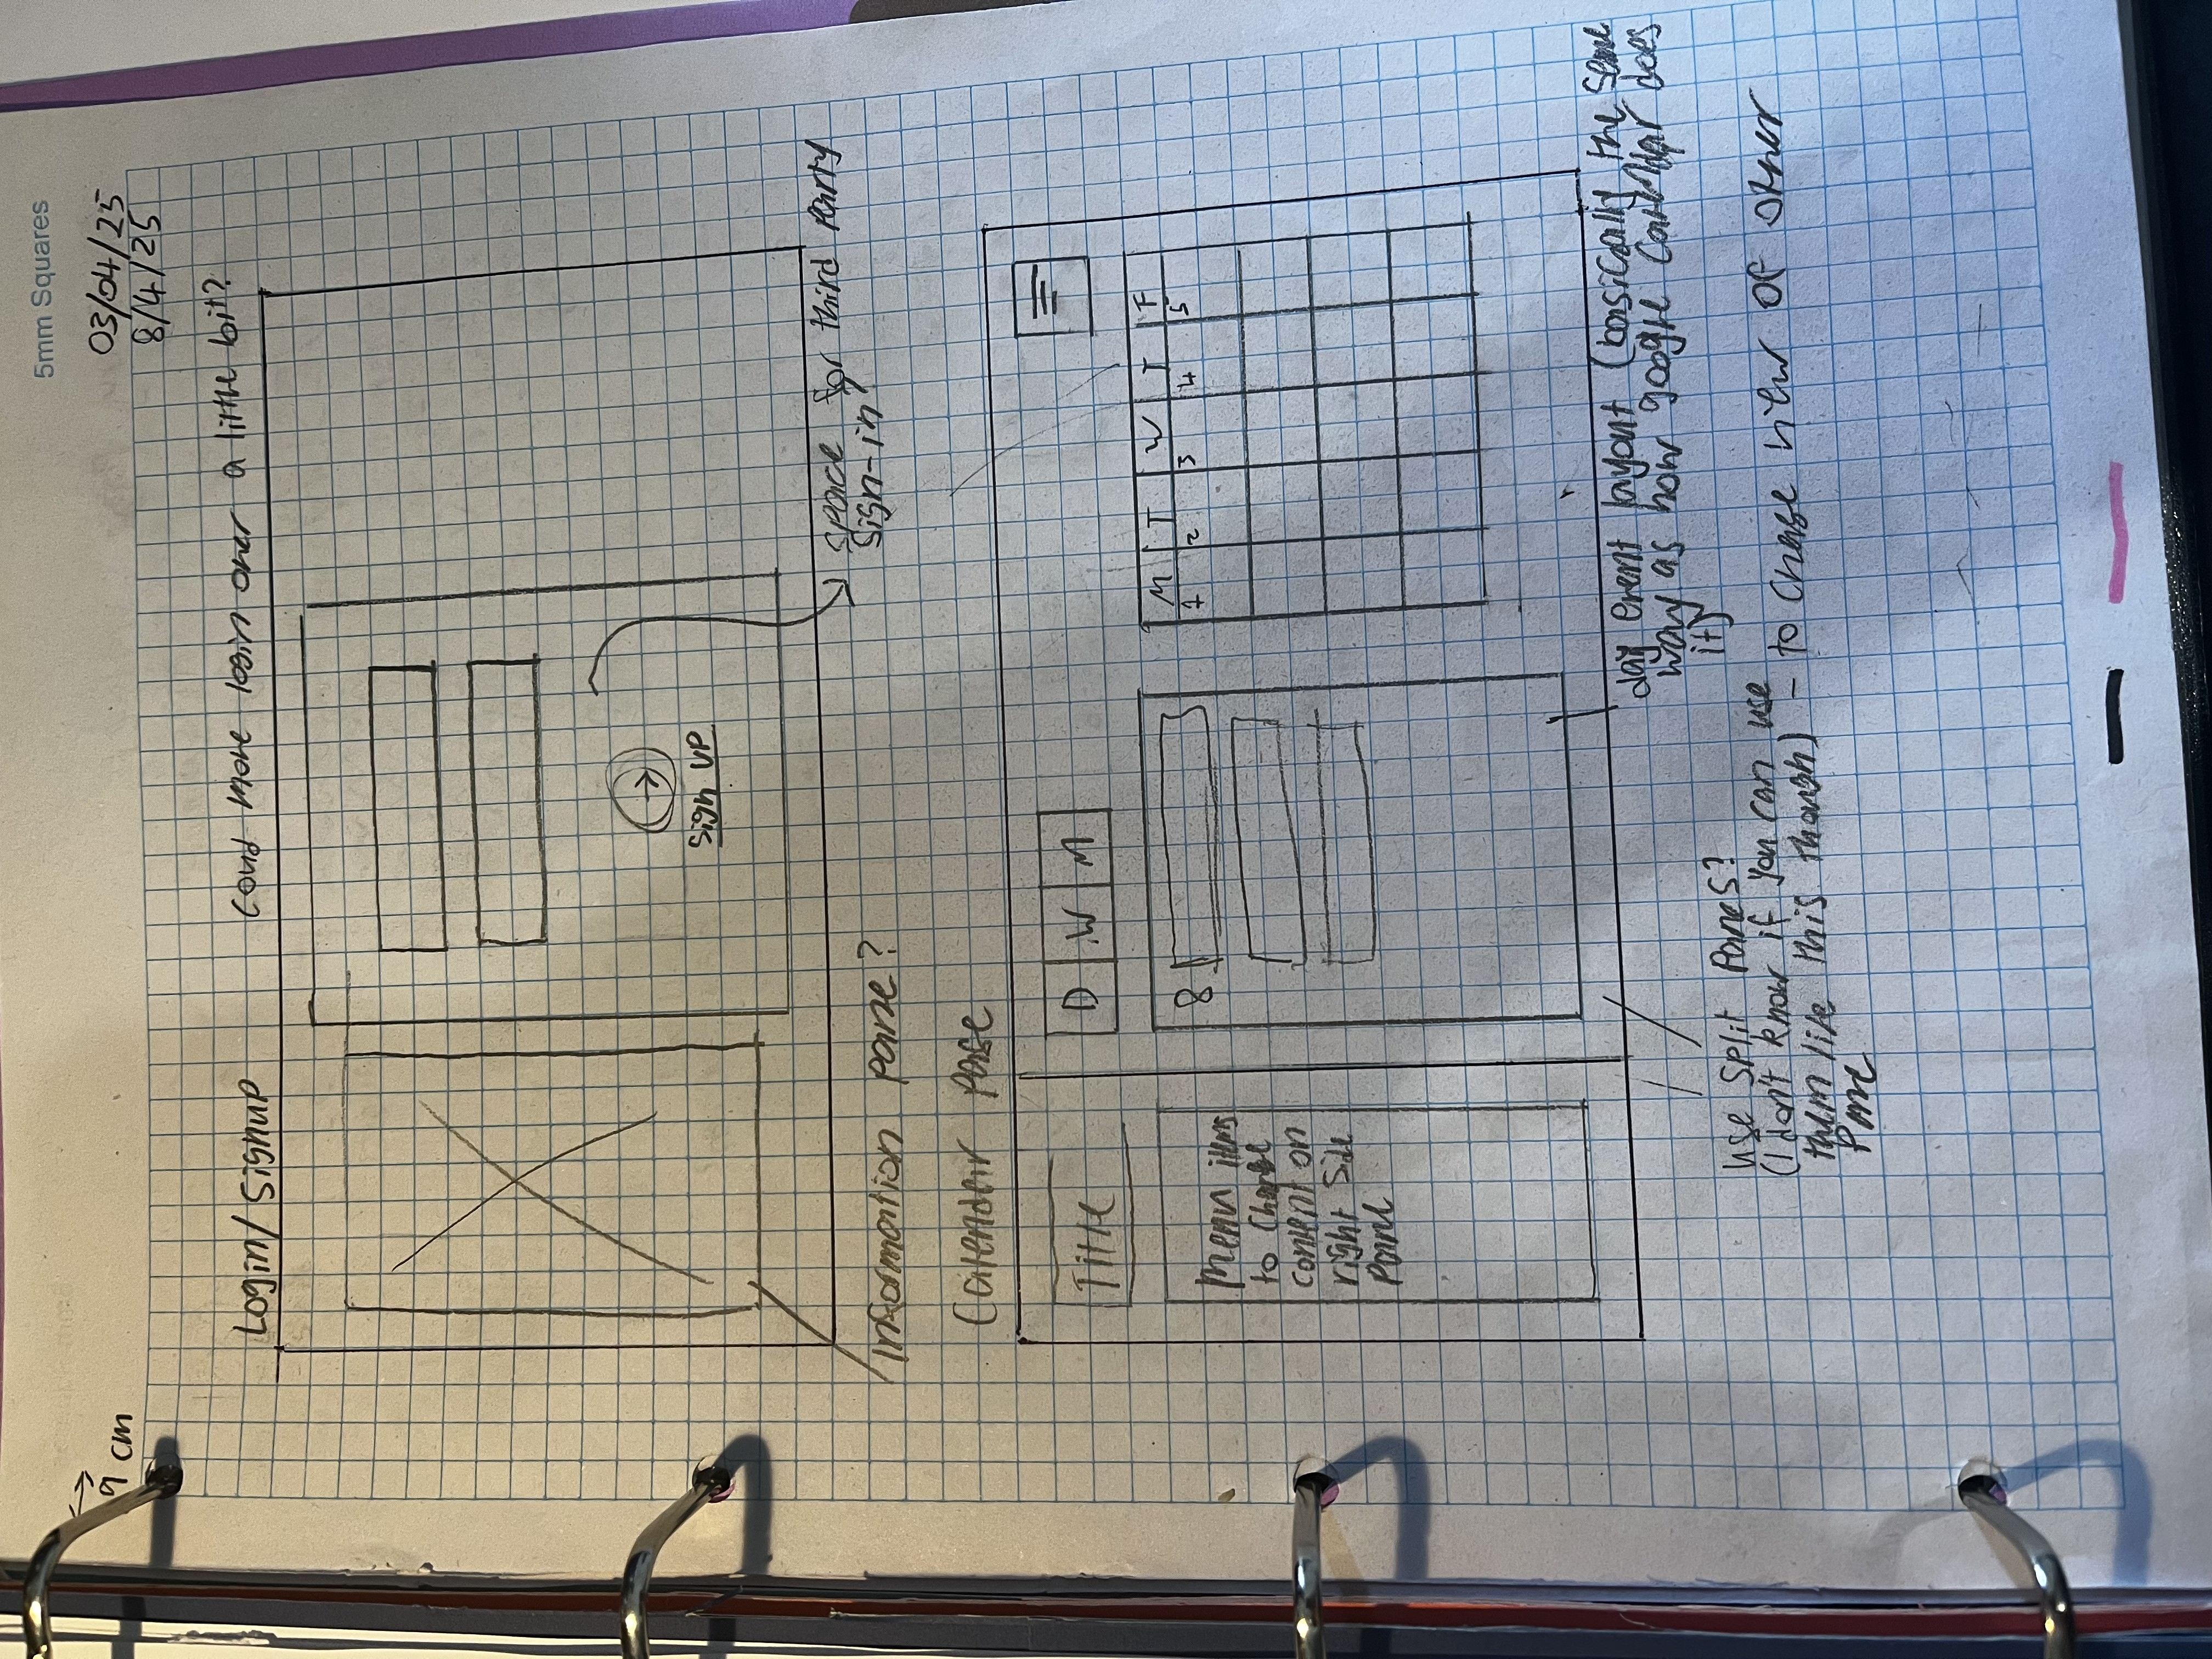 5mm Squares
9 cm
03/04/25
8/4/25
Login/Signup
Could move login over a little bit?
Sign UP
space for third party
Sign-in?
Information pane?
Calendar Page
Title
D W M
M T W T F
1 2 3 4 5
8
Menu items
to change
content on
right side
panel
day event layout (basically the same
way as how google Calendar does
it)
use split panes?
(I don't know if you can use
them like this though) - to change view of other
Pane